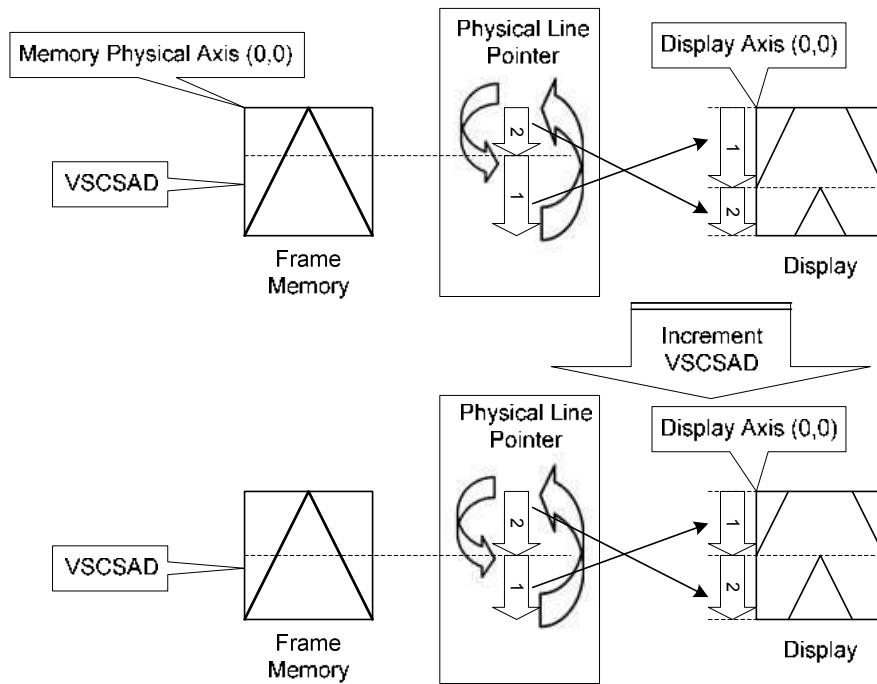 Physical Line
Pointer
Memory Physical Axis (0,0)
Display Axis (0,0)
2
1
1
2
VSCSAD
Frame
Memory
Display
Increment
VSCSAD
Physical Line
Pointer
Display Axis (0,0)
2
1
1
2
VSCSAD
Frame
Memory
Display